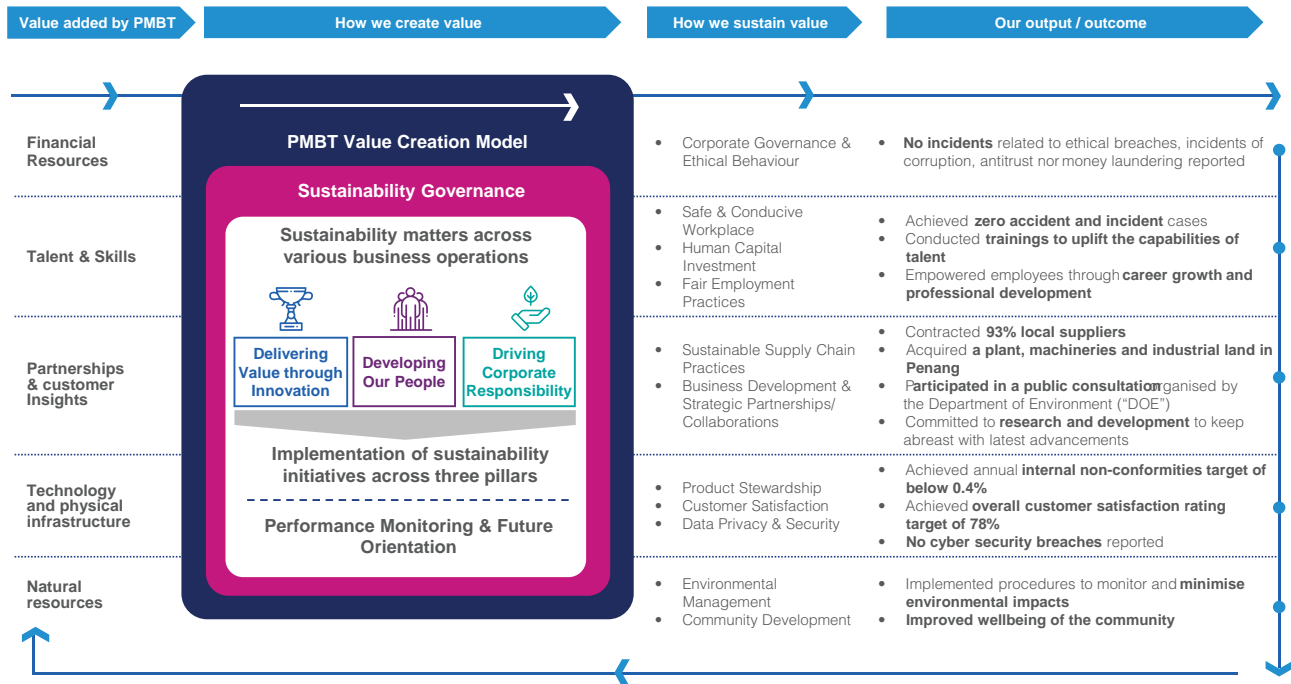 Value added by PMBT
How we create value
How we sustain value
Our output / outcome
PMBT Value Creation Model
Sustainability Governance
Sustainability matters across
various business operations
Delivering
Value through
Innovation
Developing
Our People
Driving
Corporate
Responsibility
Implementation of sustainability
initiatives across three pillars
Performance Monitoring & Future
Orientation
Financial
Resources
• Corporate Governance &
Ethical Behaviour
• No incidents related to ethical breaches, incidents of
corruption, antitrust nor money laundering reported
Talent & Skills
• Safe & Conducive
Workplace
• Human Capital
Investment
• Fair Employment
Practices
• Achieved zero accident and incident cases
• Conducted trainings to uplift the capabilities of
talent
• Empowered employees through career growth and
professional development
Partnerships
& customer
Insights
• Sustainable Supply Chain
Practices
• Business Development &
Strategic Partnerships/
Collaborations
• Contracted 93% local suppliers
• Acquired a plant, machineries and industrial land in
Penang
• Participated in a public consultation organised by
the Department of Environment (“DOE”)
• Committed to research and development to keep
abreast with latest advancements
Technology
and physical
infrastructure
• Product Stewardship
• Customer Satisfaction
• Data Privacy & Security
• Achieved annual internal non-conformities target of
below 0.4%
• Achieved overall customer satisfaction rating
target of 78%
• No cyber security breaches reported
Natural
resources
• Environmental
Management
• Community Development
• Implemented procedures to monitor and minimise
environmental impacts
• Improved wellbeing of the community